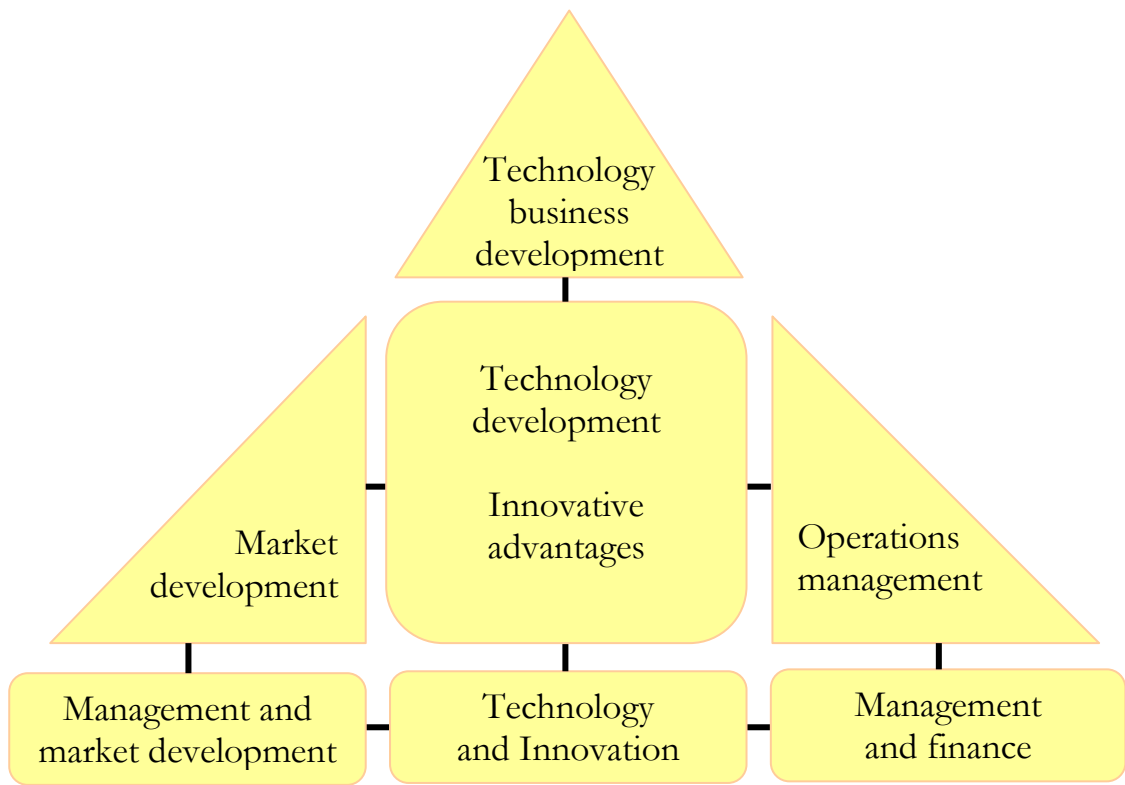 Technology
business
development
Technology
development
Innovative
advantages
Market
development
Operations
management
Management and
market development
Technology
and Innovation
Management
and finance